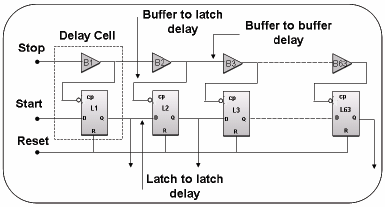 Buffer to latch
delay
Delay Cell
Buffer to buffer
delay
Stop
B1
B2
B3
B63
cp
L1
D Q
R
cp
L2
D Q
R
cp
L3
D Q
R
cp
L63
D Q
R
Start
Reset
Latch to latch
delay